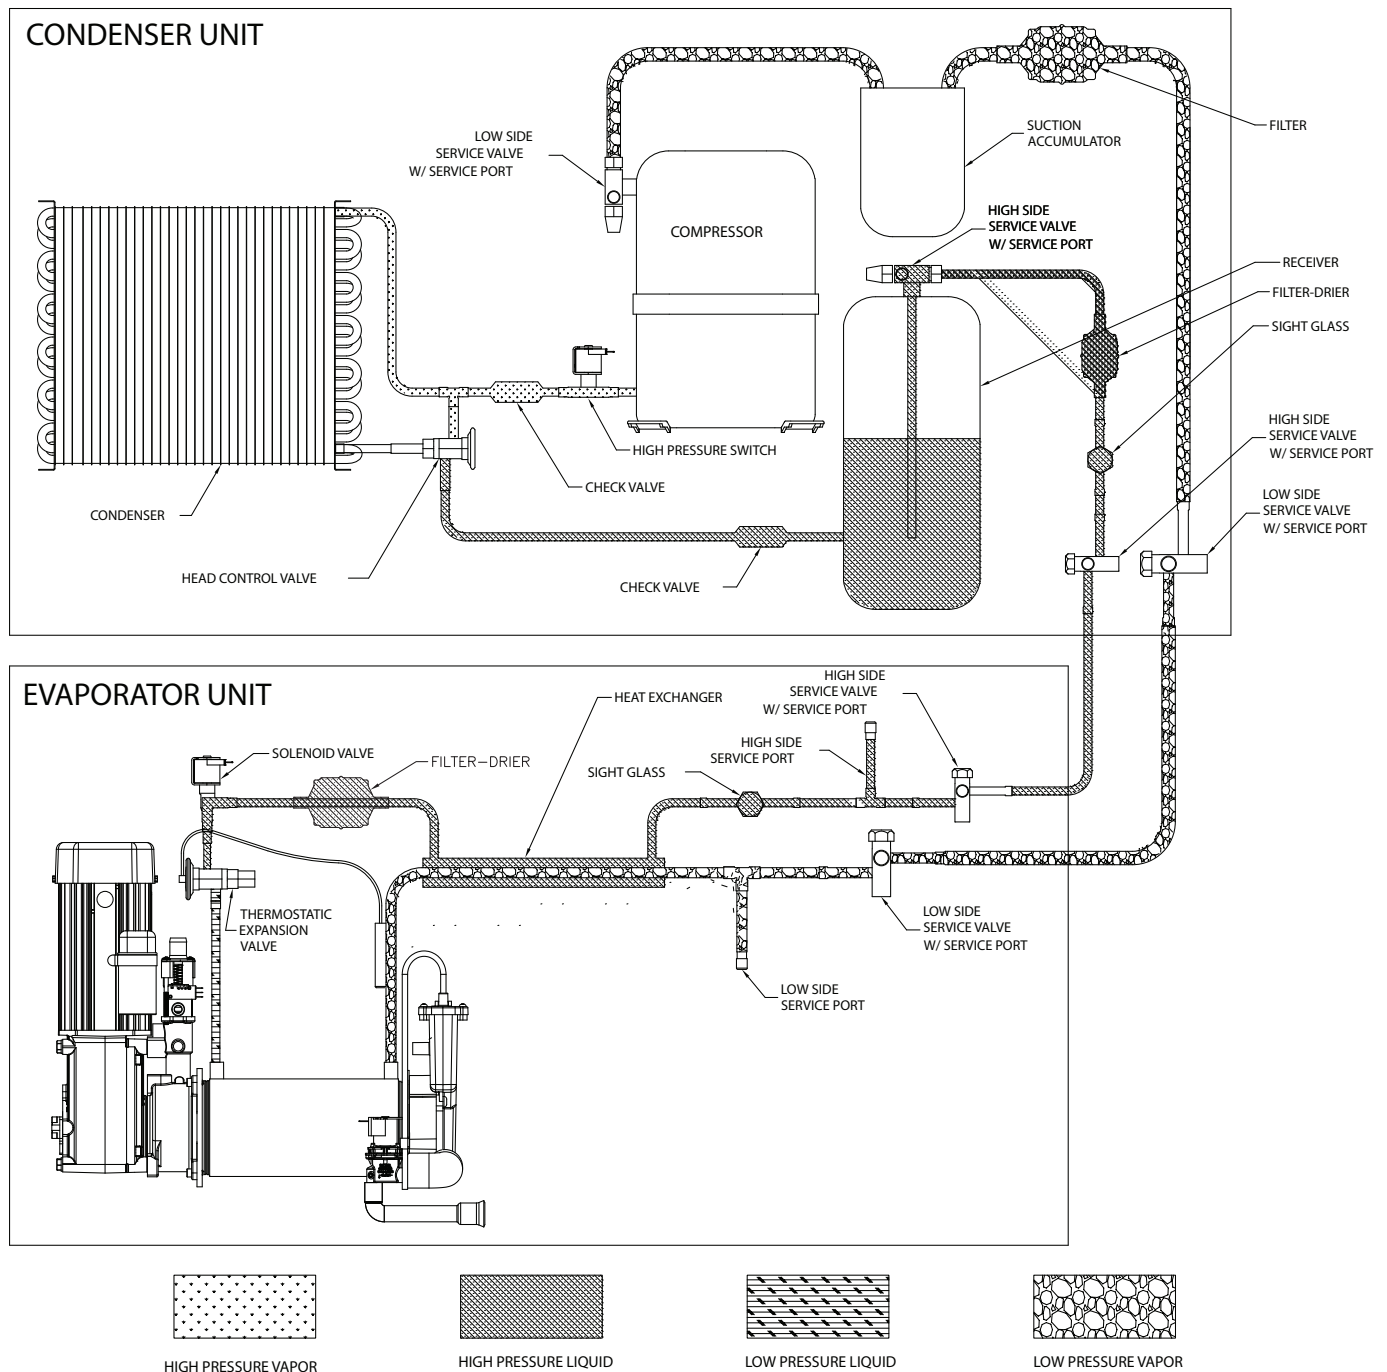 CONDENSER UNIT
LOW SIDE
SERVICE VALVE
W/ SERVICE PORT
COMPRESSOR
SUCTION
ACCUMULATOR
FILTER
HIGH SIDE
SERVICE VALVE
W/ SERVICE PORT
RECEIVER
FILTER-DRIER
SIGHT GLASS
HIGH SIDE
SERVICE VALVE
W/ SERVICE PORT
LOW SIDE
SERVICE VALVE
W/ SERVICE PORT
HIGH PRESSURE SWITCH
CHECK VALVE
CONDENSER
HEAD CONTROL VALVE
CHECK VALVE
EVAPORATOR UNIT
HIGH SIDE
SERVICE VALVE
W/ SERVICE PORT
HEAT EXCHANGER
SOLENOID VALVE
FILTER-DRIER
HIGH SIDE
SERVICE PORT
SIGHT GLASS
THERMOSTATIC
EXPANSION
VALVE
LOW SIDE
SERVICE VALVE
W/ SERVICE PORT
LOW SIDE
SERVICE PORT
HIGH PRESSURE VAPOR
HIGH PRESSURE LIQUID
LOW PRESSURE LIQUID
LOW PRESSURE VAPOR